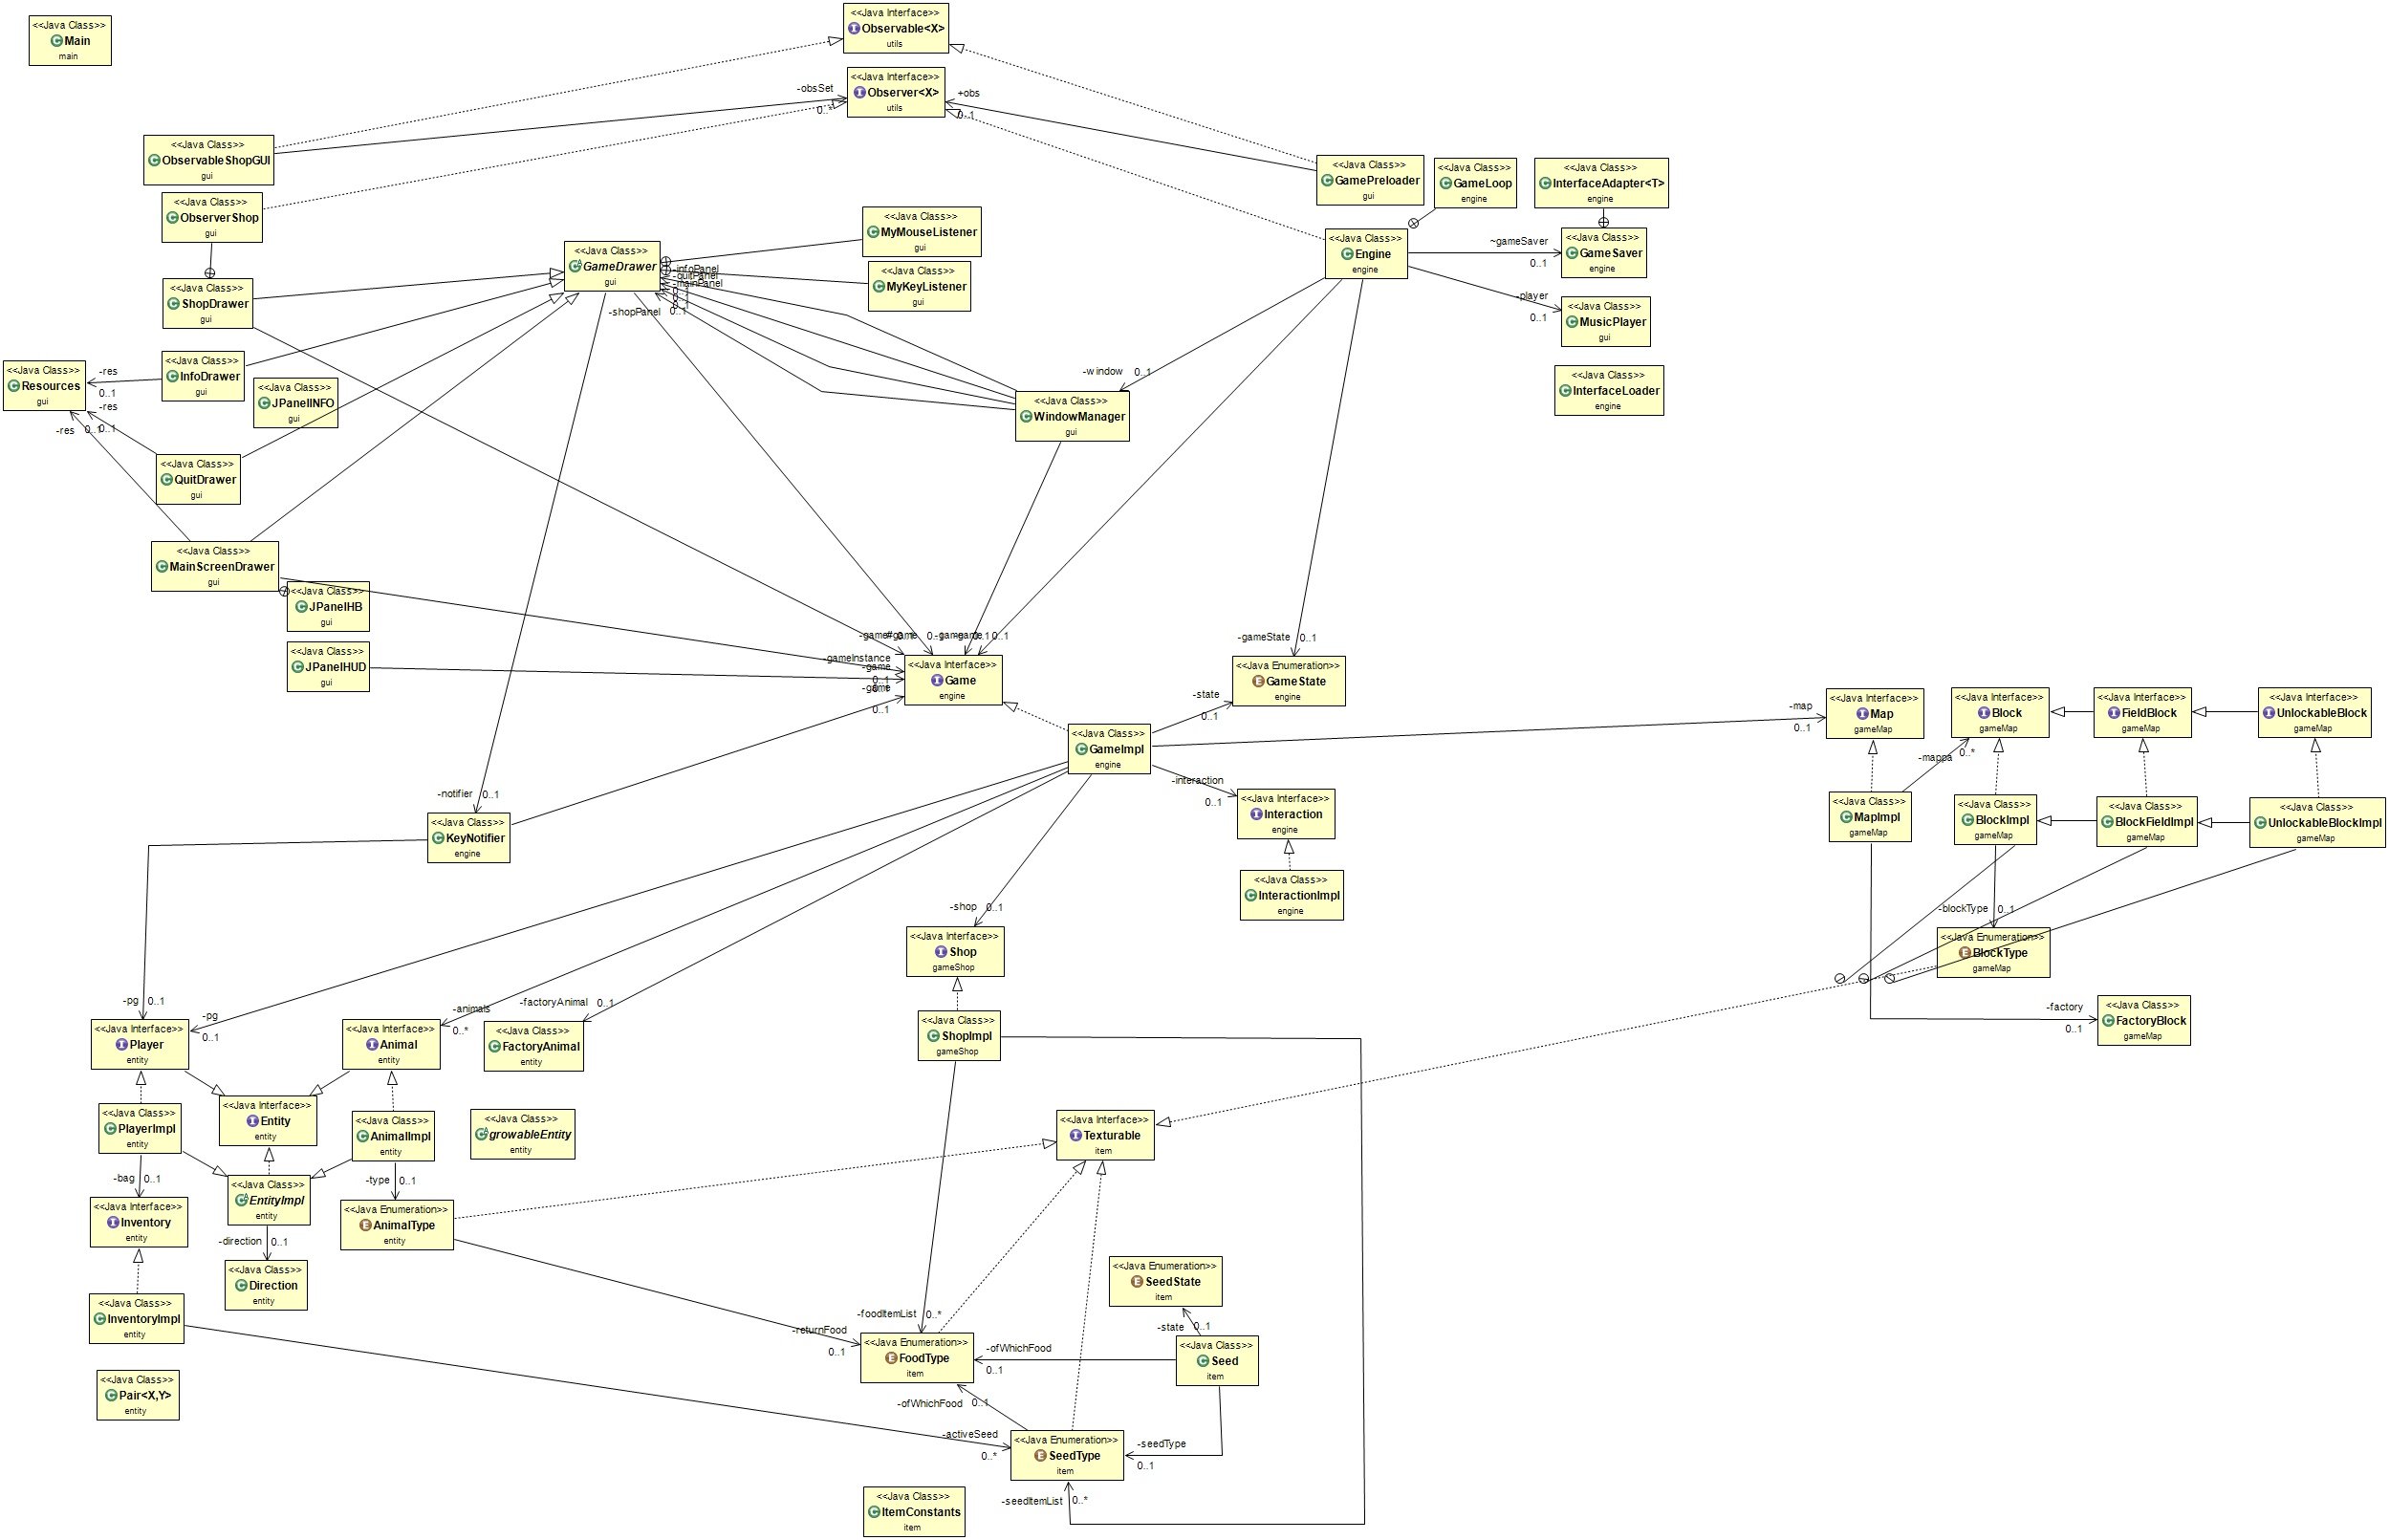 <<Java Class>>
Main
main
<<Java Interface>>
Observable<X>
utils
<<Java Interface>>
Observer<X>
utils
-obsSet
0..*
+obs
0..1
<<Java Class>>
ObservableShopGUI
gui
<<Java Class>>
ObserverShop
gui
<<Java Class>>
GamePreloader
gui
<<Java Class>>
GameLoop
engine
<<Java Class>>
InterfaceAdapter<T>
engine
<<Java Class>>
MyMouseListener
gui
<<Java Class>>
GameDrawer
gui
<<Java Class>>
MyKeyListener
gui
-infoPanel
-quitPanel
-mainPanel
0..1
0..1
0..1
-shopPanel
0..1
<<Java Class>>
Engine
engine
~gameSaver
0..1
<<Java Class>>
GameSaver
engine
-player
0..1
<<Java Class>>
MusicPlayer
gui
<<Java Class>>
ShopDrawer
gui
<<Java Class>>
InfoDrawer
gui
<<Java Class>>
Resources
gui
-res
0..1
-res
0..1
-res
0..1
<<Java Class>>
JPanelINFO
gui
<<Java Class>>
WindowManager
gui
-window
0..1
<<Java Class>>
InterfaceLoader
engine
<<Java Class>>
QuitDrawer
gui
<<Java Class>>
MainScreenDrawer
gui
<<Java Class>>
JPanelHB
gui
<<Java Class>>
JPanelHUD
gui
-game
0..1
#game
0..1
-game
0..1
-game
0..1
-gameInstance
0..1
-game
0..1
-game
0..1
<<Java Interface>>
Game
engine
-gameState
0..1
<<Java Enumeration>>
GameState
engine
-state
0..1
<<Java Class>>
GameImpl
engine
-map
0..1
<<Java Interface>>
Map
gameMap
<<Java Interface>>
Block
gameMap
<<Java Interface>>
FieldBlock
gameMap
<<Java Interface>>
UnlockableBlock
gameMap
-mappa
0..*
<<Java Class>>
MapImpl
gameMap
<<Java Class>>
BlockImpl
gameMap
<<Java Class>>
BlockFieldImpl
gameMap
<<Java Class>>
UnlockableBlockImpl
gameMap
-interaction
0..1
<<Java Interface>>
Interaction
engine
<<Java Class>>
InteractionImpl
engine
-notifier
0..1
<<Java Class>>
KeyNotifier
engine
-shop
0..1
<<Java Interface>>
Shop
gameShop
<<Java Class>>
ShopImpl
gameShop
-blockType
0..1
<<Java Enumeration>>
BlockType
gameMap
-factory
0..1
<<Java Class>>
FactoryBlock
gameMap
-pg
0..1
-pg
0..1
-animals
0..*
-factoryAnimal
0..1
<<Java Interface>>
Player
entity
<<Java Interface>>
Animal
entity
<<Java Class>>
FactoryAnimal
entity
<<Java Class>>
PlayerImpl
entity
<<Java Interface>>
Entity
entity
<<Java Class>>
AnimalImpl
entity
<<Java Class>>
growableEntity
entity
<<Java Interface>>
Texturable
item
-bag
0..1
<<Java Class>>
EntityImpl
entity
-type
0..1
<<Java Interface>>
Inventory
entity
<<Java Enumeration>>
AnimalType
entity
-direction
0..1
<<Java Class>>
Direction
entity
<<Java Class>>
InventoryImpl
entity
<<Java Enumeration>>
SeedState
item
-foodItemList
0..*
-returnFood
0..1
<<Java Enumeration>>
FoodType
item
-ofWhichFood
0..1
-state
0..1
<<Java Class>>
Seed
item
<<Java Class>>
Pair<X,Y>
entity
-ofWhichFood
0..1
-activeSeed
0..*
<<Java Enumeration>>
SeedType
item
-seedType
0..1
-seedItemList
0..*
<<Java Class>>
ItemConstants
item